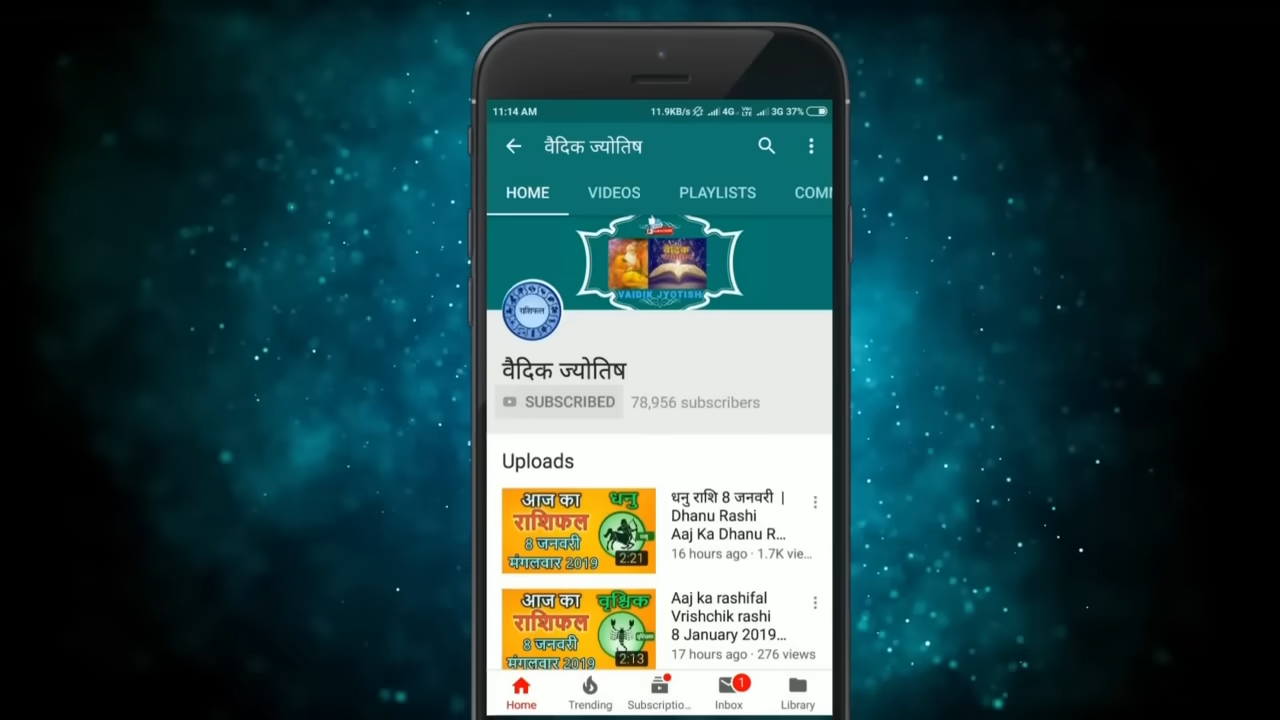 11:14 AM
11.9KB/s 4G VoLTE 3G 37%
वैदिक ज्योतिष
HOME VIDEOS PLAYLISTS COMM
वैदिक
VAIDIK JYOTISH
राशिफल
वैदिक ज्योतिष
SUBSCRIBED 78,956 subscribers
Uploads
आज का धनु
राशिफल
8 जनवरी
मंगलवार 2019
2:21
धनु राशि 8 जनवरी |
Dhanu Rashi
Aaj Ka Dhanu R...
16 hours ago · 1.7K vie...
आज का वृश्चिक
राशिफल
8 जनवरी
मंगलवार 2019
2:13
Aaj ka rashifal
Vrishchik rashi
8 January 2019...
17 hours ago · 276 views
1
Home Trending Subscriptio... Inbox Library